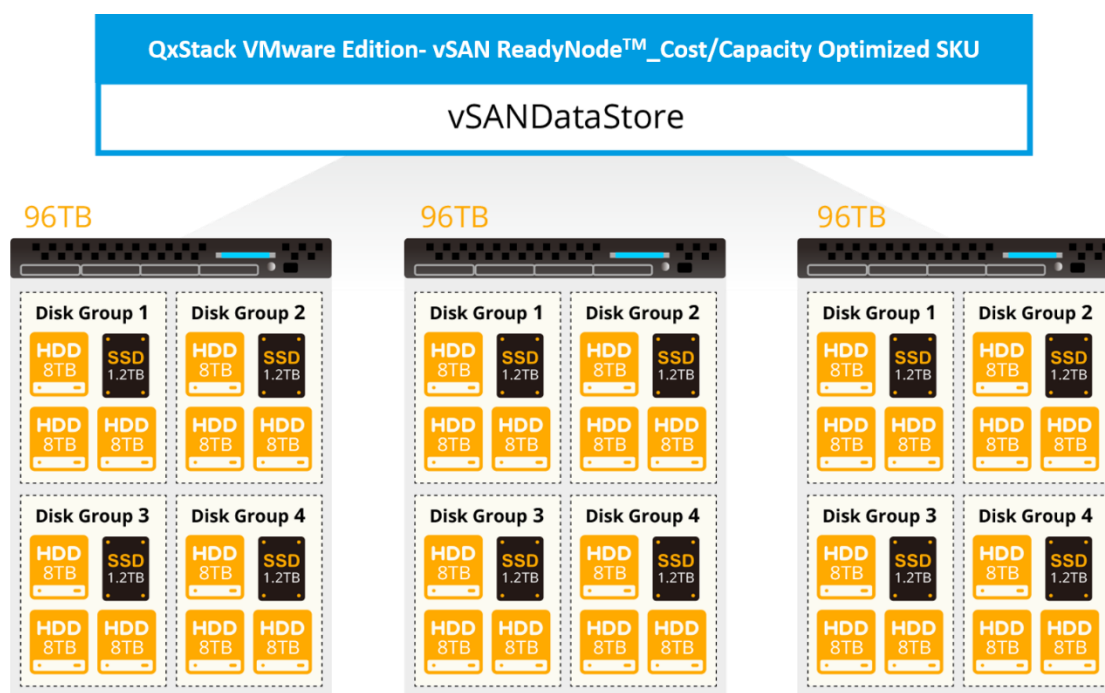 QxStack VMware Edition- vSAN ReadyNode™_Cost/Capacity Optimized SKU
vSANDataStore
96TB
Disk Group 1
HDD
8TB
SSD
1.2TB
HDD
8TB
HDD
8TB
Disk Group 2
HDD
8TB
SSD
1.2TB
HDD
8TB
HDD
8TB
Disk Group 3
HDD
8TB
SSD
1.2TB
HDD
8TB
HDD
8TB
Disk Group 4
HDD
8TB
SSD
1.2TB
HDD
8TB
HDD
8TB
96TB
Disk Group 1
HDD
8TB
SSD
1.2TB
HDD
8TB
HDD
8TB
Disk Group 2
HDD
8TB
SSD
1.2TB
HDD
8TB
HDD
8TB
Disk Group 3
HDD
8TB
SSD
1.2TB
HDD
8TB
HDD
8TB
Disk Group 4
HDD
8TB
SSD
1.2TB
HDD
8TB
HDD
8TB
96TB
Disk Group 1
HDD
8TB
SSD
1.2TB
HDD
8TB
HDD
8TB
Disk Group 2
HDD
8TB
SSD
1.2TB
HDD
8TB
HDD
8TB
Disk Group 3
HDD
8TB
SSD
1.2TB
HDD
8TB
HDD
8TB
Disk Group 4
HDD
8TB
SSD
1.2TB
HDD
8TB
HDD
8TB